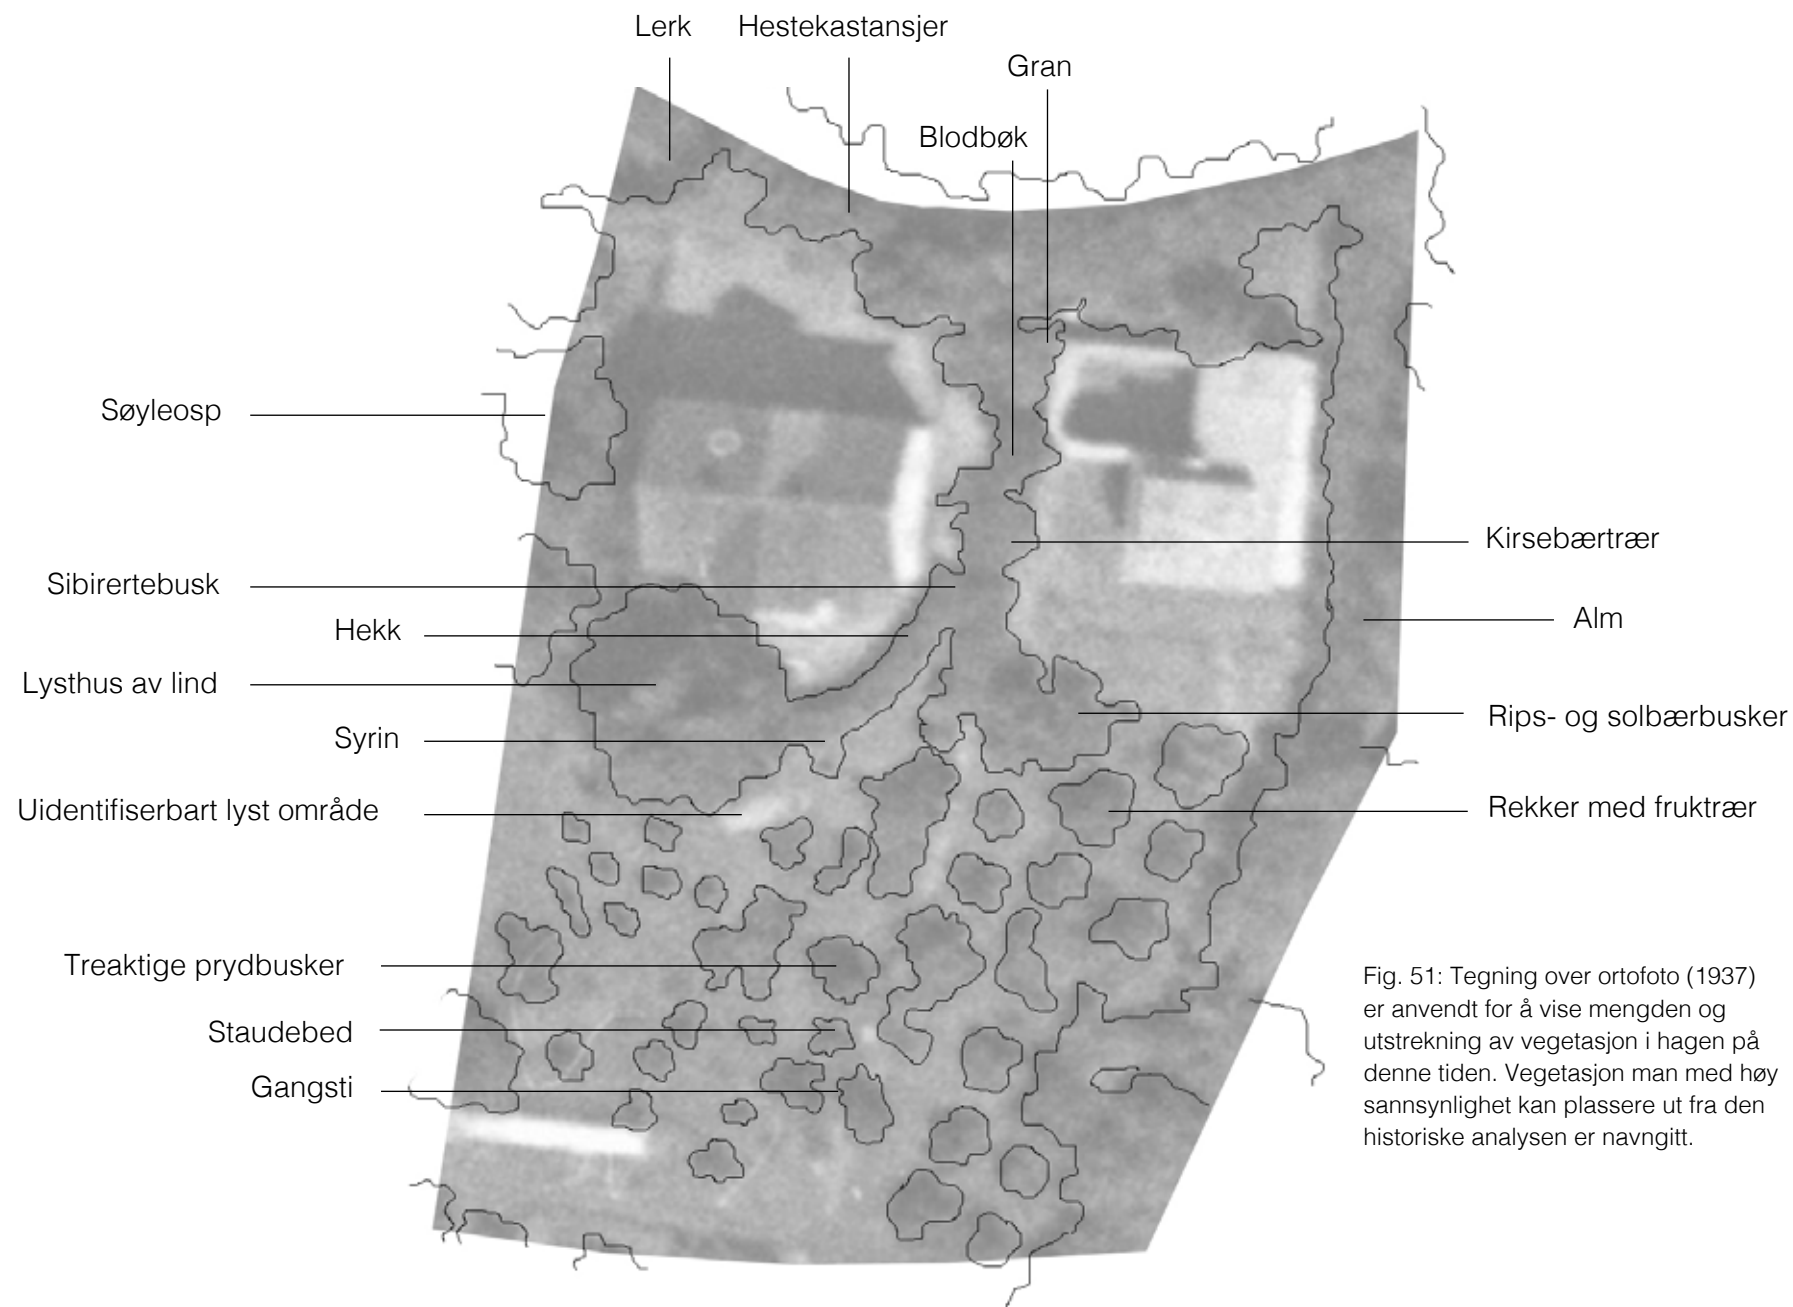 Lerk
Hestekastansjer
Gran
Blodbøk
Søyleosp
Kirsebærtrær
Sibirertebusk
Alm
Hekk
Lysthus av lind
Rips- og solbærbusker
Syrin
Uidentifiserbart lyst område
Rekker med fruktrær
Treaktige prydbusker
Staudebed
Gangsti
Fig. 51: Tegning over ortofoto (1937)
er anvendt for å vise mengden og
utstrekning av vegetasjon i hagen på
denne tiden. Vegetasjon man med høy
sannsynlighet kan plassere ut fra den
historiske analysen er navngitt.